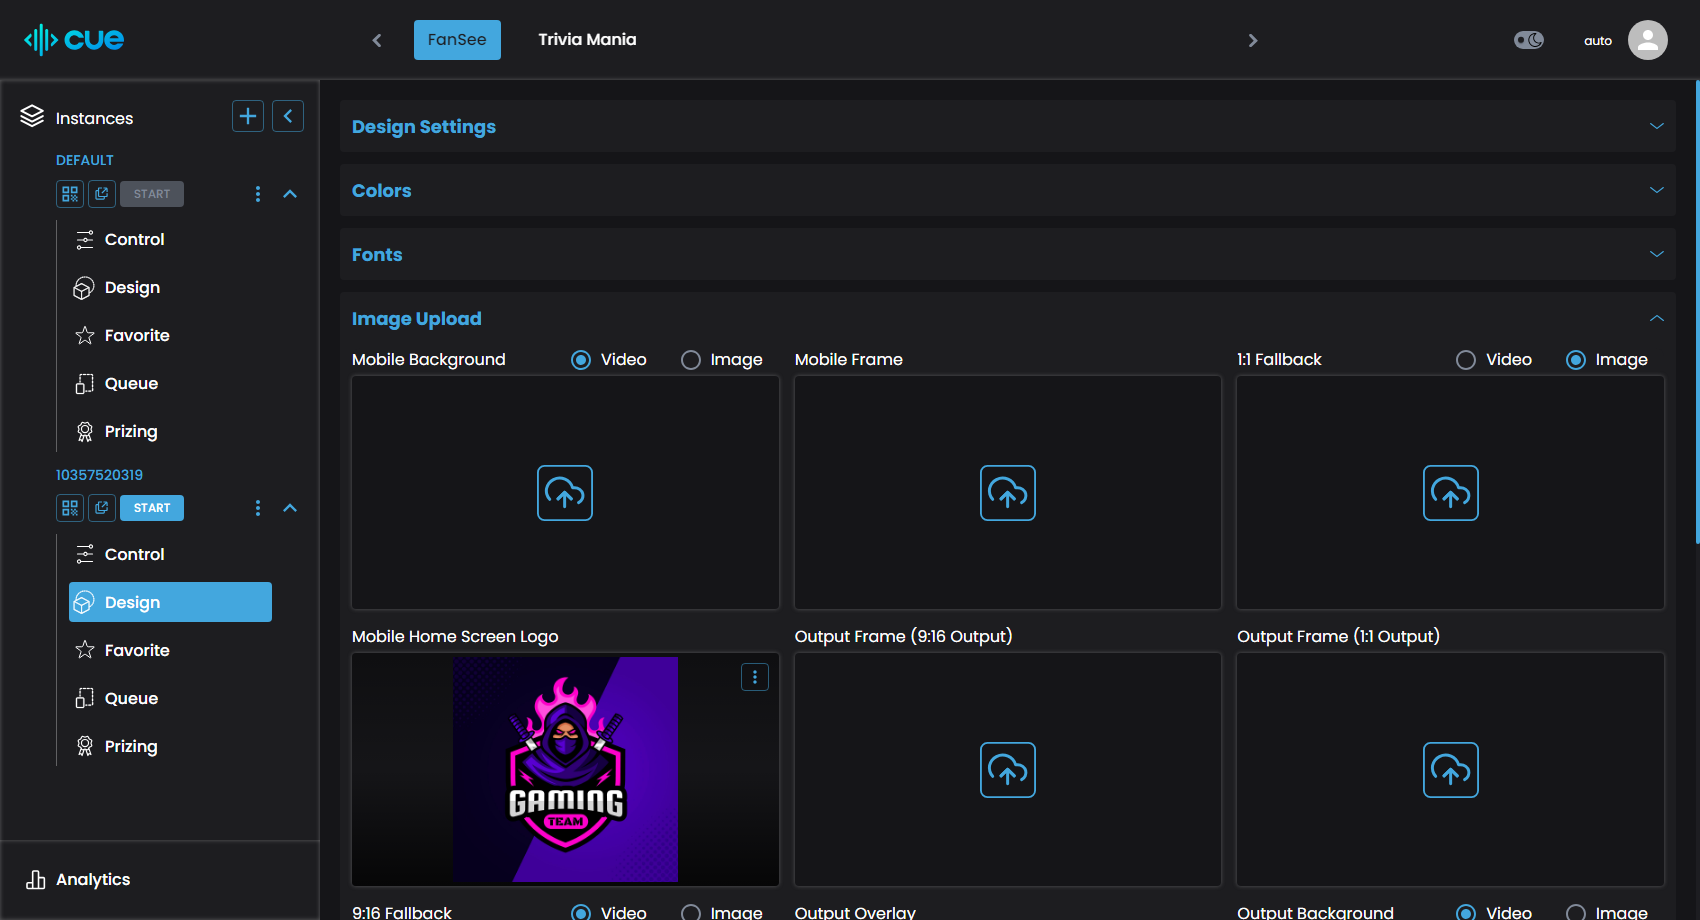 cue
FanSee
Trivia Mania
auto
Instances
DEFAULT
START
Control
Design
Favorite
Queue
Prizing
10357520319
START
Control
Design
Favorite
Queue
Prizing
Analytics
Design Settings
Colors
Fonts
Image Upload
Mobile Background Video Image
Mobile Frame
1:1 Fallback Video Image
Mobile Home Screen Logo
Output Frame (9:16 Output)
Output Frame (1:1 Output)
GAMING
TEAM
9:16 Fallback Video Image
Output Overlay
Output Background Video Image